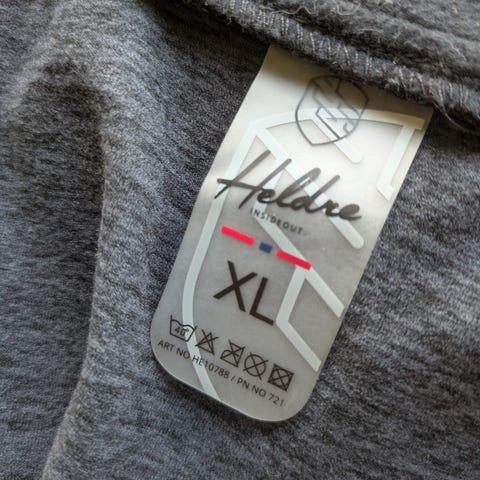 Heldre
INSIDEOUT
XL
40°
ART NO HE10788 / PN NO 721